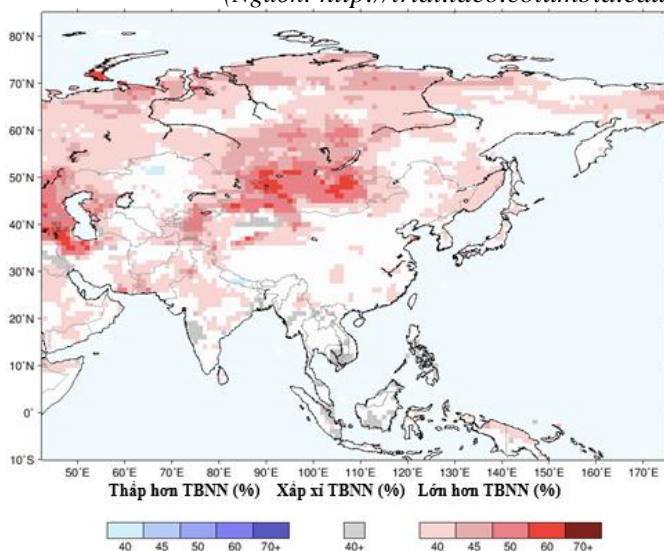 (Nguồn:
80°N
70°N
60°N
50°N
40°N
30°N
20°N
10°N
0°
10°S
50°E 60°E 70°E 80°E 90°E 100°E 110°E 120°E 130°E 140°E 150°E 160°E 170°E
Thấp hơn TBNN (%) Xấp xỉ TBNN (%) Lớn hơn TBNN (%)
40 45 50 60 70+ 40+ 40 45 50 60 70+